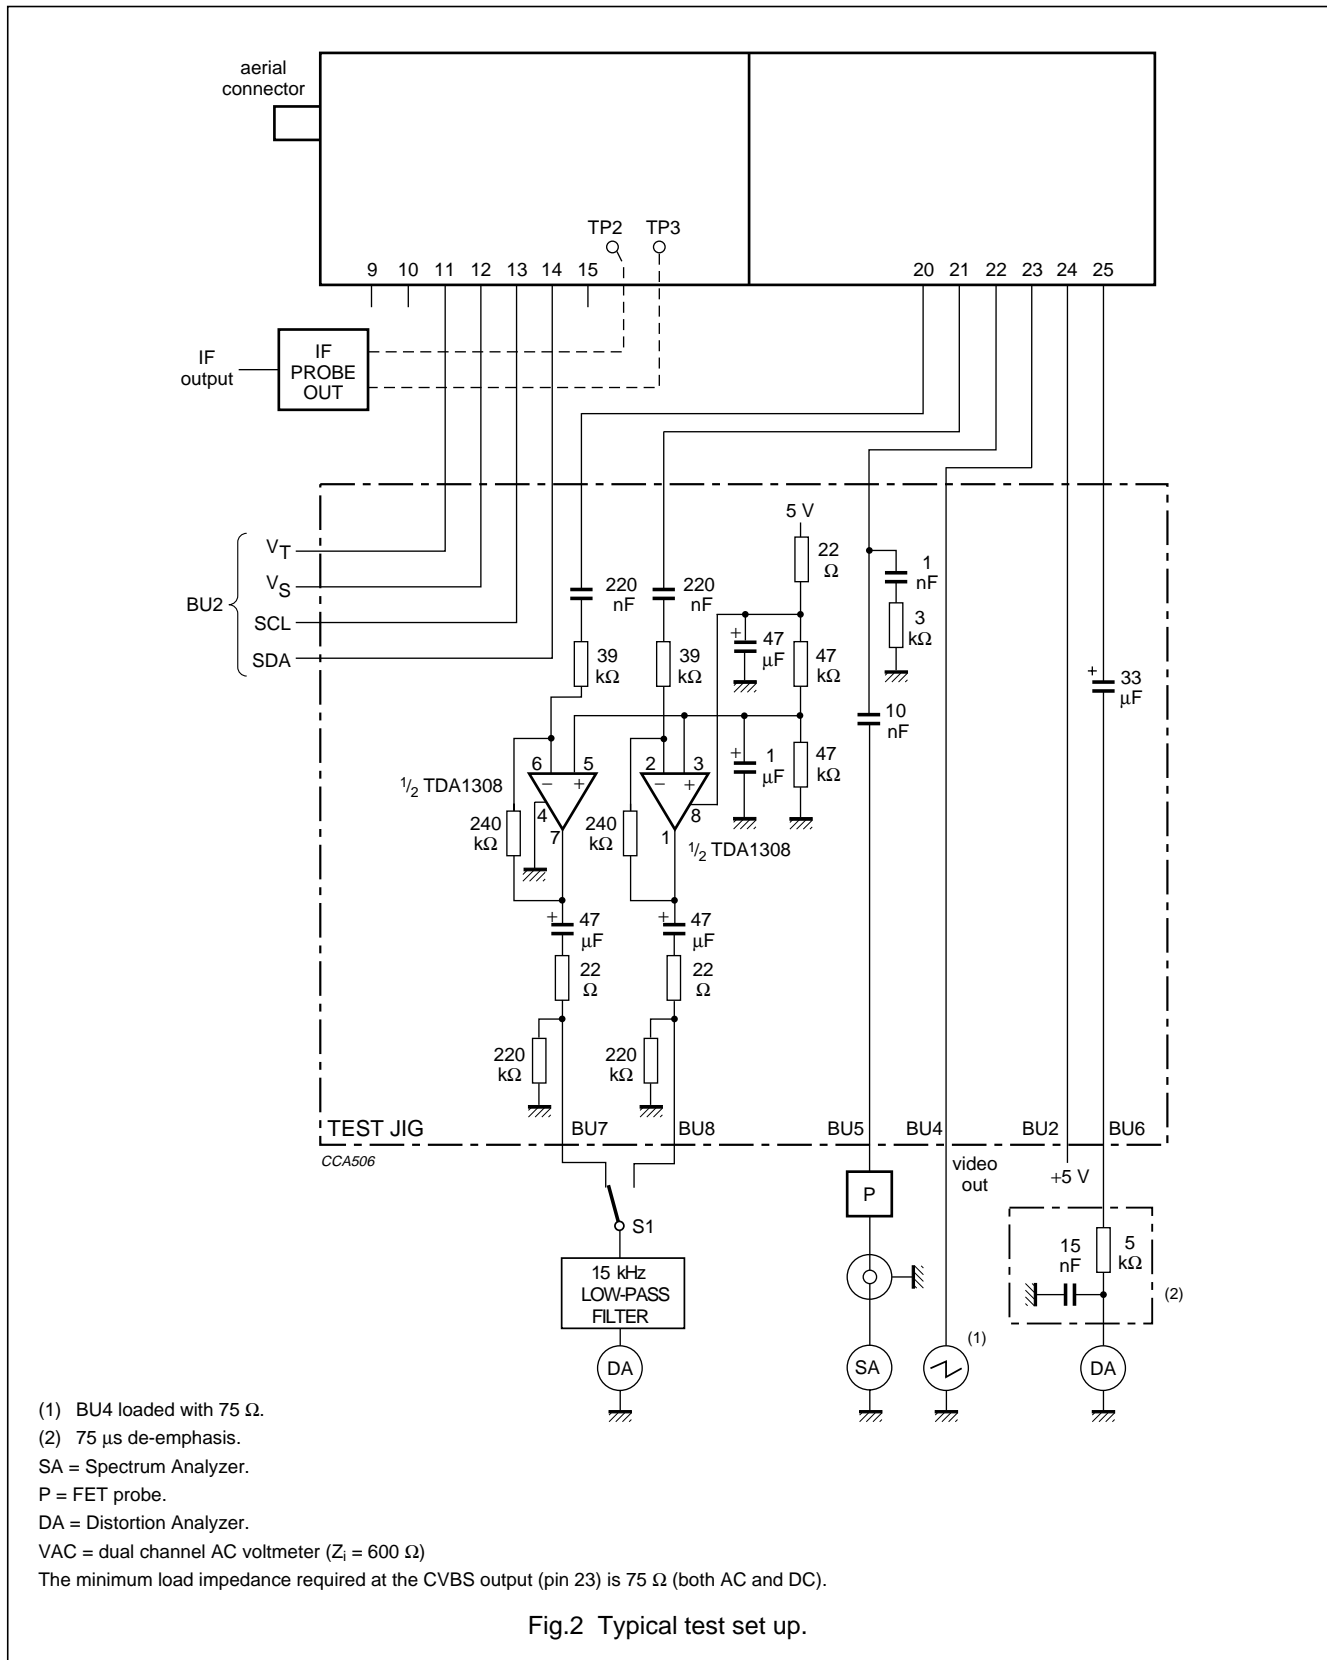 aerial
connector
TP2 TP3
9 10 11 12 13 14 15 20 21 22 23 24 25
IF
output
IF
PROBE
OUT
5 V
22
Ω
1
nF
3
kΩ
BU2
VT
VS
SCL
SDA
220
nF
220
nF
+
47
μF
47
kΩ
39
kΩ
39
kΩ
+
33
μF
10
nF
+
1
μF
47
kΩ
6 5
− +
4
7
2 3
− +
8
1
1/2 TDA1308
240
kΩ
240
kΩ
1/2 TDA1308
+
47
μF
+
47
μF
22
Ω
22
Ω
220
kΩ
220
kΩ
TEST JIG BU7 BU8 BU5 BU4 BU2 BU6
CCA506
video
out
+5 V
P
S1
15 kHz
LOW-PASS
FILTER
15
nF
5
kΩ
(2)
(1)
DA
SA
DA
(1) BU4 loaded with 75 Ω.
(2) 75 μs de-emphasis.
SA = Spectrum Analyzer.
P = FET probe.
DA = Distortion Analyzer.
VAC = dual channel AC voltmeter (Zi = 600 Ω)
The minimum load impedance required at the CVBS output (pin 23) is 75 Ω (both AC and DC).
Fig.2 Typical test set up.